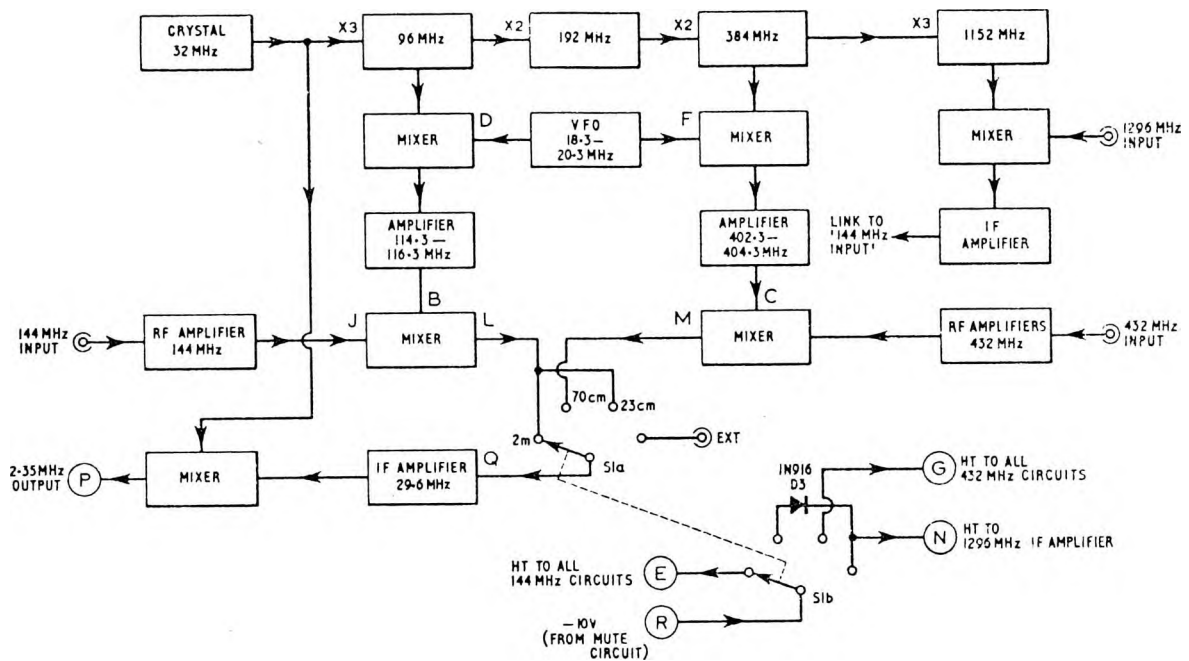 CRYSTAL
32 MHz
X3
96 MHz
X2
192 MHz
X2
384 MHz
X3
1152 MHz
MIXER
D
VFO
18·3—
20·3 MHz
F
MIXER
MIXER
1296 MHz
INPUT
AMPLIFIER
114·3—
116·3 MHz
AMPLIFIER
402·3—
404·3 MHz
LINK TO
'144 MHz
INPUT'
IF
AMPLIFIER
B
C
144 MHz
INPUT
RF AMPLIFIER
144 MHz
J
MIXER
L
M
MIXER
RF AMPLIFIERS
432 MHz
432 MHz
INPUT
70cm
23cm
2m
EXT
S1a
2·35MHz
OUTPUT
P
MIXER
IF AMPLIFIER
29·6 MHz
Q
1N916
D3
G
HT TO ALL
432 MHz CIRCUITS
N
HT TO
1296 MHz IF AMPLIFIER
HT TO ALL
144 MHz CIRCUITS
E
S1b
—10V
(FROM MUTE
CIRCUIT)
R